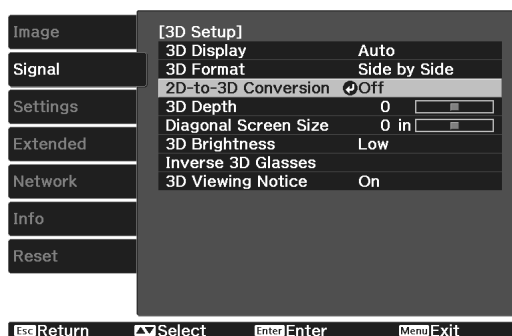 Image
Signal
Settings
Extended
Network
Info
Reset
[3D Setup]
3D Display Auto
3D Format Side by Side
2D-to-3D Conversion Off
3D Depth 0
Diagonal Screen Size 0 in
3D Brightness Low
Inverse 3D Glasses
3D Viewing Notice On
Esc Return Select Enter Enter Menu Exit